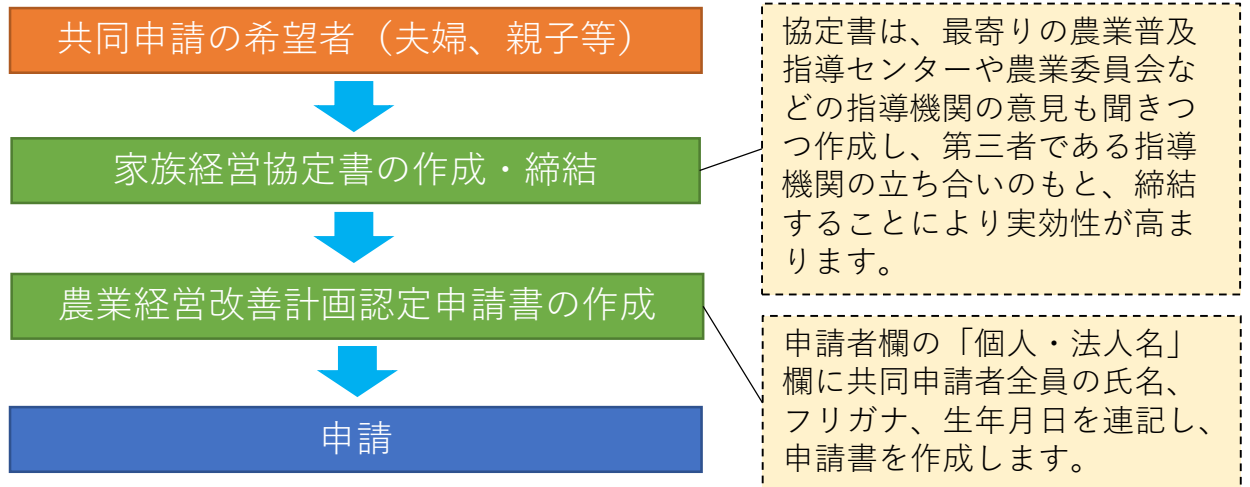 共同申請の希望者（夫婦、親子等）
家族経営協定書の作成・締結
協定書は、最寄りの農業普及
指導センターや農業委員会な
どの指導機関の意見も聞きつ
つ作成し、第三者である指導
機関の立ち合いのもと、締結
することにより実効性が高ま
ります。
農業経営改善計画認定申請書の作成
申請者欄の「個人・法人名」
欄に共同申請者全員の氏名、
フリガナ、生年月日を連記し、
申請書を作成します。
申請